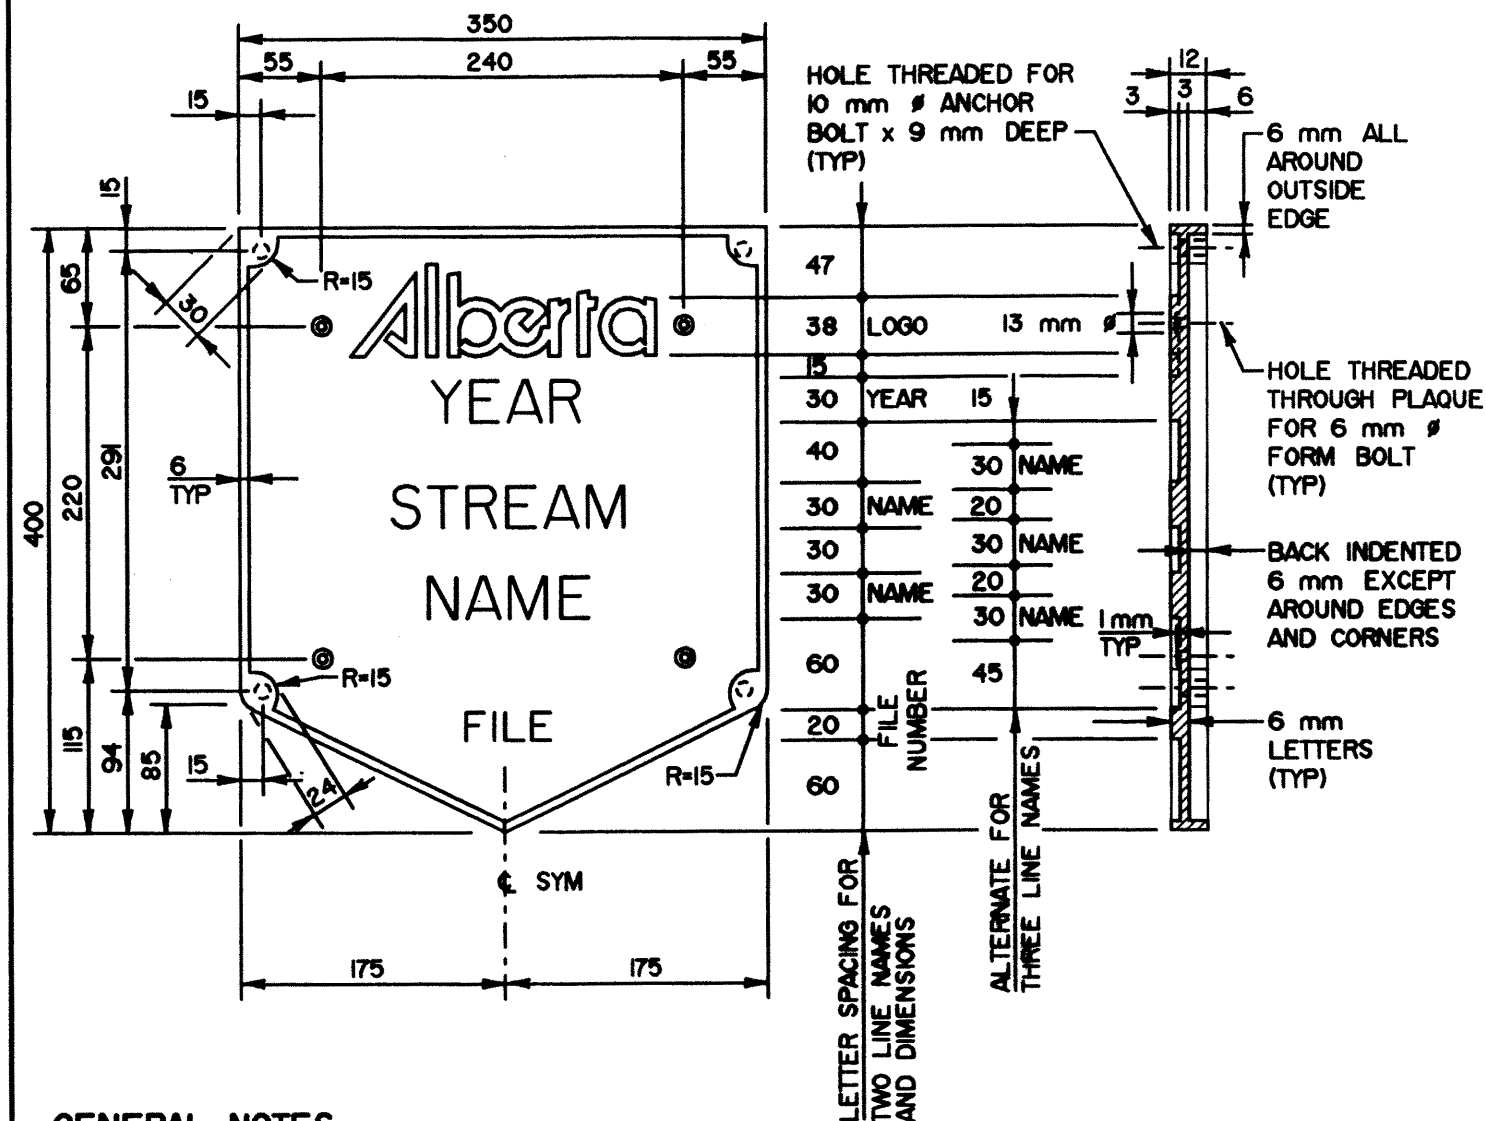 350
55
240
55
15
15
HOLE THREADED FOR
10 mm ø ANCHOR
BOLT x 9 mm DEEP
(TYP)
12
3
3
6
6 mm ALL
AROUND
OUTSIDE
EDGE
65
30
R=15
Alberta
47
38 LOGO
13 mm ø
15
30 YEAR
15
HOLE THREADED
THROUGH PLAQUE
FOR 6 mm ø
FORM BOLT
(TYP)
YEAR
6
TYP
291
220
400
STREAM
NAME
40
30 NAME
30
30 NAME
60
20
60
FILE
NUMBER
30 NAME
20
30 NAME
20
30 NAME
45
1 mm
TYP
BACK INDENTED
6 mm EXCEPT
AROUND EDGES
AND CORNERS
6 mm
LETTERS
(TYP)
R=15
FILE
R=15
115
94
85
15
24
℄ SYM
175
175
LETTER SPACING FOR
TWO LINE NAMES
AND DIMENSIONS
ALTERNATE FOR
THREE LINE NAMES
GENERAL NOTES